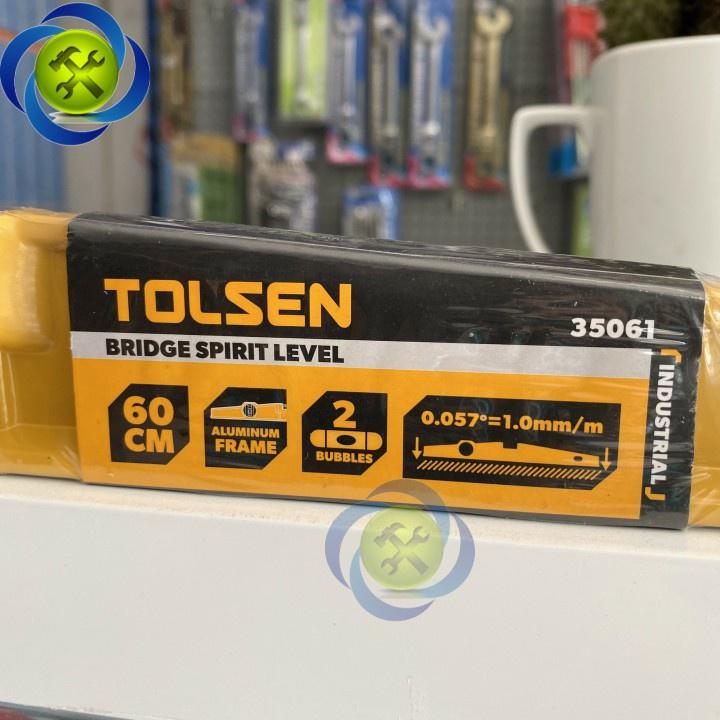 TOLSEN
35061
BRIDGE SPIRIT LEVEL
60
CM
ALUMINUM
FRAME
2
BUBBLES
0.057°=1.0mm/m
INDUSTRIAL